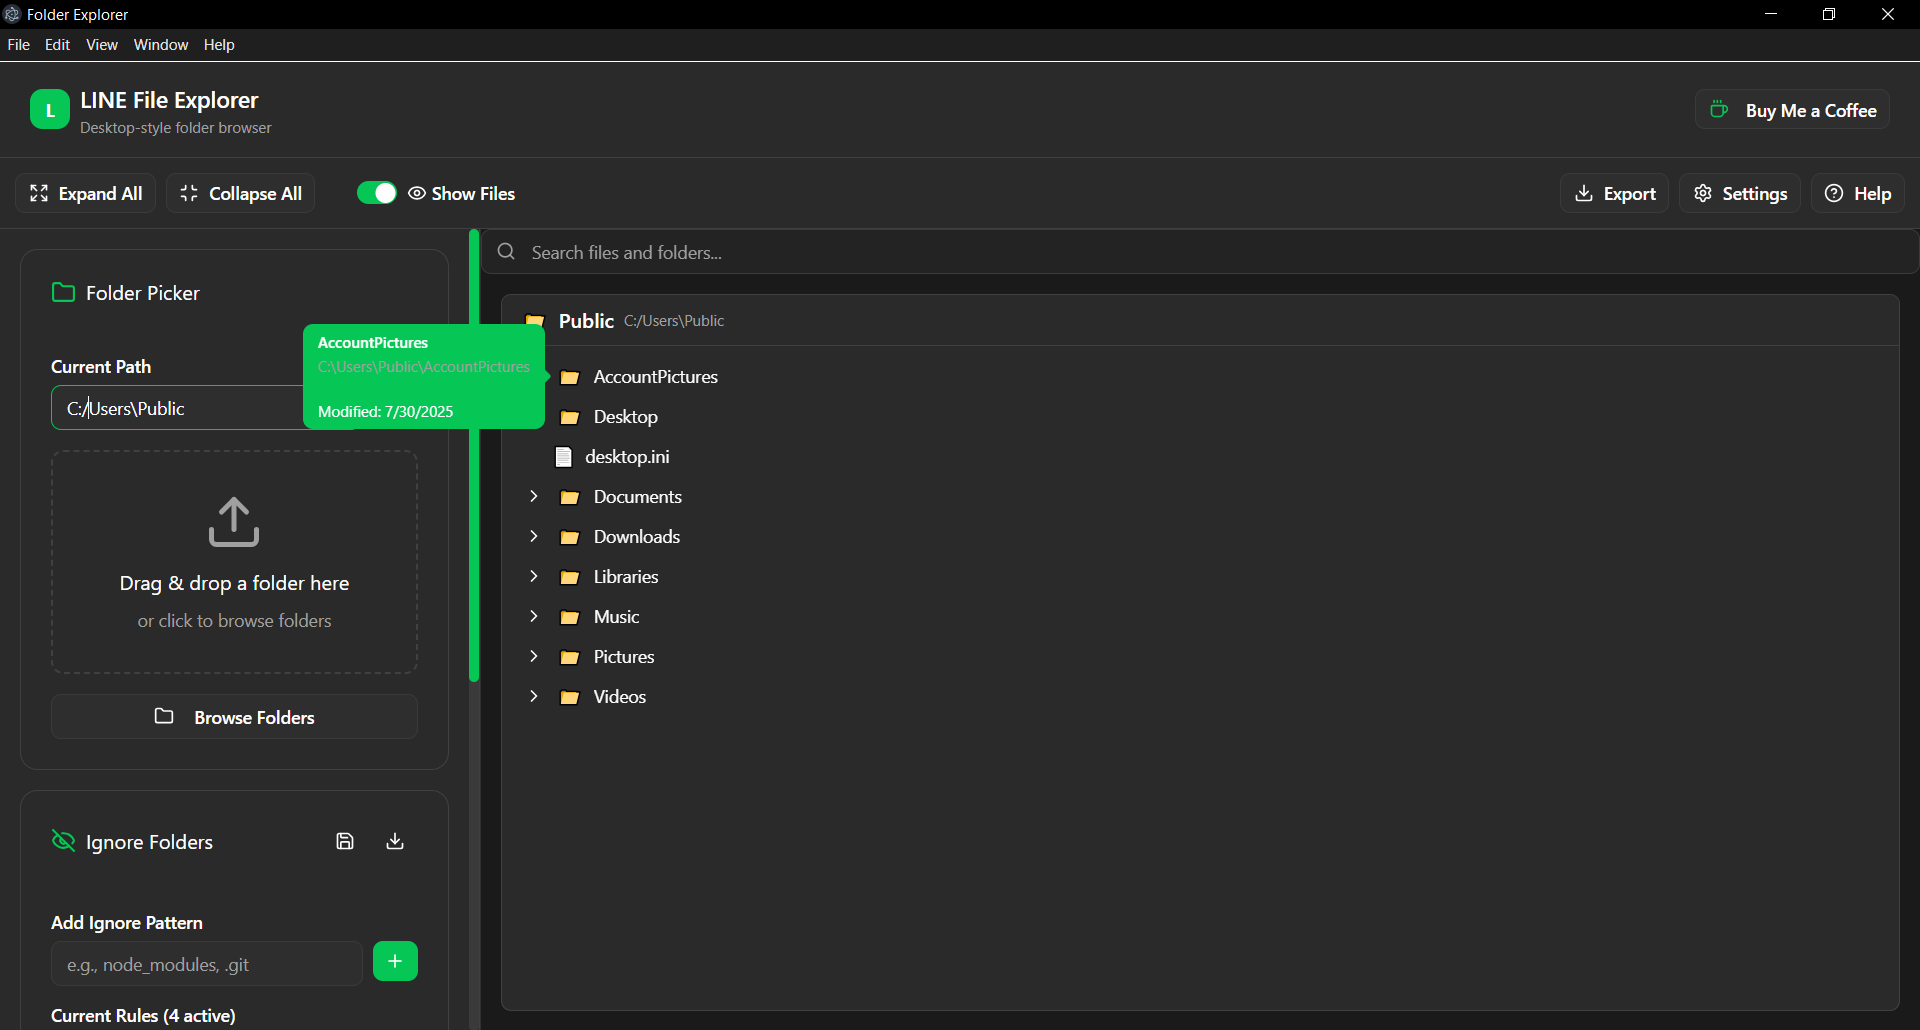 Folder Explorer
File Edit View Window Help
L
LINE File Explorer
Desktop-style folder browser
Buy Me a Coffee
Expand All
Collapse All
Show Files
Export
Settings
Help
Folder Picker
Current Path
C:/Users\Public
Drag & drop a folder here
or click to browse folders
Browse Folders
Ignore Folders
Add Ignore Pattern
e.g., node_modules, .git
+
Current Rules (4 active)
AccountPictures
C:\Users\Public\AccountPictures
Modified: 7/30/2025
Search files and folders...
Public C:/Users\Public
AccountPictures
Desktop
desktop.ini
Documents
Downloads
Libraries
Music
Pictures
Videos